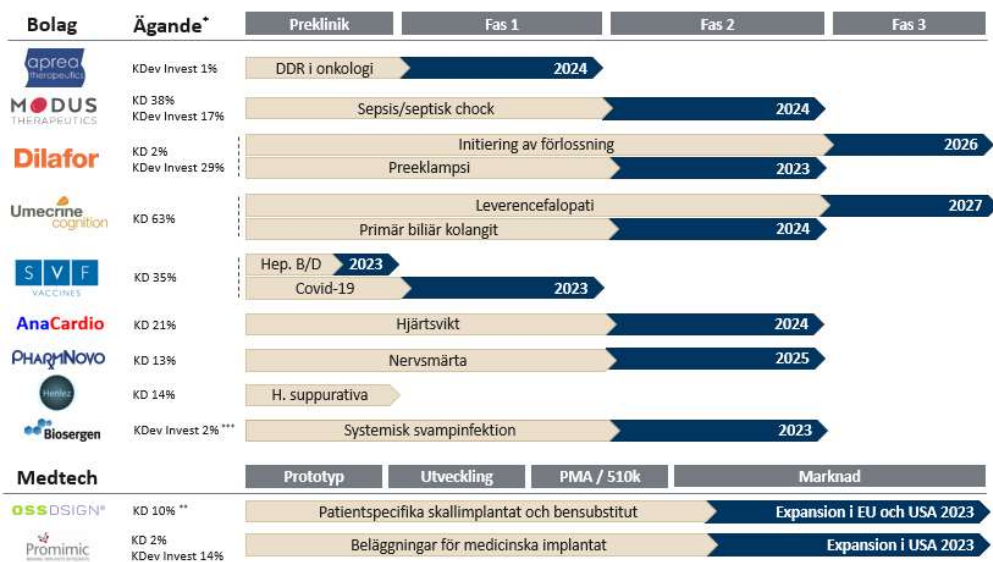 Bolag Ägande⁺ Preklinik Fas 1 Fas 2 Fas 3
aprea
therapeutics
KDev Invest 1%
DDR i onkologi 2024
MODUS
THERAPEUTICS
KD 38%
KDev Invest 17%
Sepsis/septisk chock 2024
Dilafor
KD 2%
KDev Invest 29%
Initiering av förlossning 2026
Preeklampsi 2023
Umecrine
cognition
KD 63%
Leverencefalopati 2027
Primär biliär kolangit 2024
S V F
VACCINES
KD 35%
Hep. B/D 2023
Covid-19 2023
AnaCardio KD 21% Hjärtsvikt 2024
PHARMNOVO KD 13% Nervsmärta 2025
Henlez KD 14% H. suppurativa
Biosergen KDev Invest 2% *** Systemisk svampinfektion 2023
Medtech Prototyp Utveckling PMA / 510k Marknad
OSSDSIGN® KD 10% ** Patientspecifika skallimplantat och bensubstitut Expansion i EU och USA 2023
Promimic
KD 2%
KDev Invest 14%
Beläggningar för medicinska implantat Expansion i USA 2023